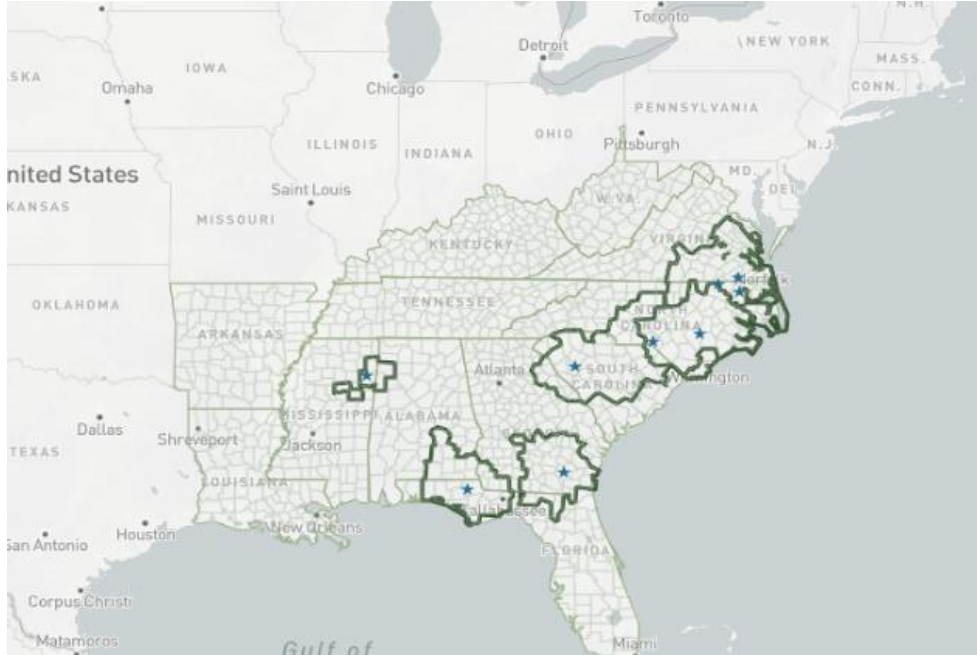 Toronto
N.H.
Detroit
NEW YORK
MASS.
IOWA
SKA
Omaha
Chicago
CONN.
PENNSYLVANIA
ILLINOIS
INDIANA
OHIO
Pittsburgh
N.J.
nited States
MD.
DEL
KANSAS
Saint Louis
MISSOURI
W.VA.
VIRGIN
KENTUCKY
Norfolk
OKLAHOMA
TENNESSEE
NORTH
CAROLINA
ARKANSAS
Atlanta
SOUTH
CAROLINA
Wilmington
MISSISSIPPI
ALABAMA
Dallas
Shreveport
Jackson
TEXAS
LOUISIANA
Tallahassee
New Orleans
Houston
San Antonio
FLORIDA
Corpus Christi
Matamoros
Gulf of
Miami